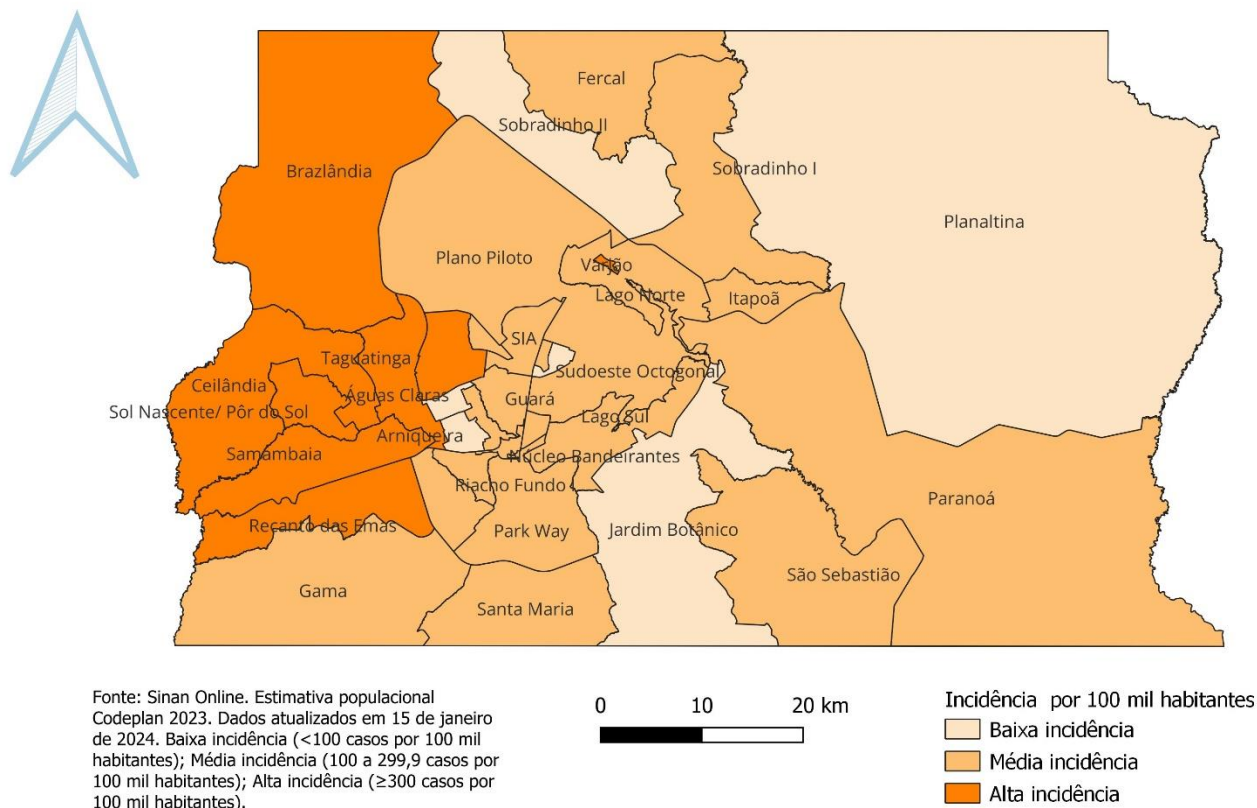 Fercal
Sobradinho II
Sobradinho I
Brazlândia
Planaltina
Plano Piloto
Varjão
Lago Norte
Itapoã
SIA
Taguatinga
Sudoeste Octogonal
Ceilândia
Águas Claras
Guará
Sol Nascente/ Pôr do Sol
Lago Sul
Arniqueira
Samambaia
Núcleo Bandeirantes
Riacho Fundo
Paranoá
Recanto das Emas
Park Way
Jardim Botânico
São Sebastião
Gama
Santa Maria
Fonte: Sinan Online. Estimativa populacional
Codeplan 2023. Dados atualizados em 15 de janeiro
de 2024. Baixa incidência (<100 casos por 100 mil
habitantes); Média incidência (100 a 299,9 casos por
100 mil habitantes); Alta incidência (≥300 casos por
100 mil habitantes).
0 10 20 km
Incidência por 100 mil habitantes
Baixa incidência
Média incidência
Alta incidência